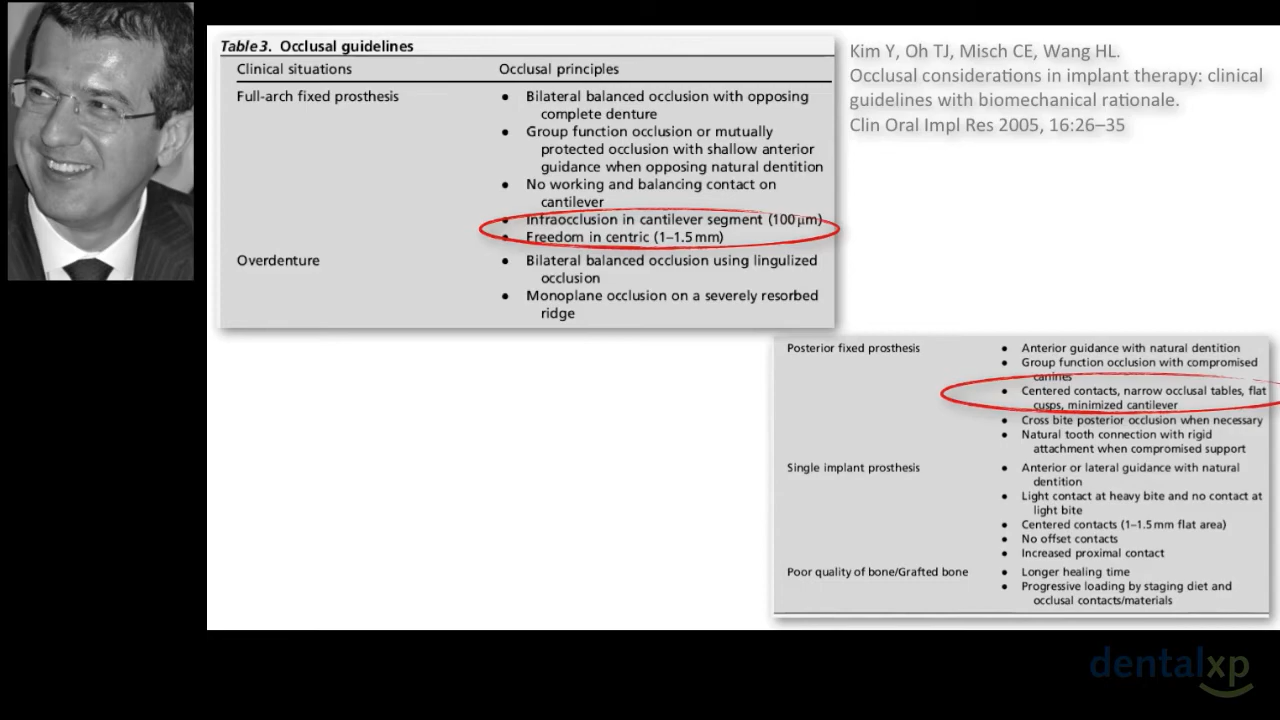 Table 3. Occlusal guidelines
Clinical situations Occlusal principles
Full-arch fixed prosthesis • Bilateral balanced occlusion with opposing
complete denture
• Group function occlusion or mutually
protected occlusion with shallow anterior
guidance when opposing natural dentition
• No working and balancing contact on
cantilever
• Infraocclusion in cantilever segment (100 μm)
• Freedom in centric (1–1.5 mm)
Overdenture • Bilateral balanced occlusion using lingulized
occlusion
• Monoplane occlusion on a severely resorbed
ridge
Kim Y, Oh TJ, Misch CE, Wang HL.
Occlusal considerations in implant therapy: clinical
guidelines with biomechanical rationale.
Clin Oral Impl Res 2005, 16:26–35
Posterior fixed prosthesis • Anterior guidance with natural dentition
• Group function occlusion with compromised
canines
• Centered contacts, narrow occlusal tables, flat
cusps, minimized cantilever
• Cross bite posterior occlusion when necessary
• Natural tooth connection with rigid
attachment when compromised support
Single implant prosthesis • Anterior or lateral guidance with natural
dentition
• Light contact at heavy bite and no contact at
light bite
• Centered contacts (1–1.5 mm flat area)
• No offset contacts
• Increased proximal contact
Poor quality of bone/Grafted bone • Longer healing time
• Progressive loading by staging diet and
occlusal contacts/materials
dentalxp